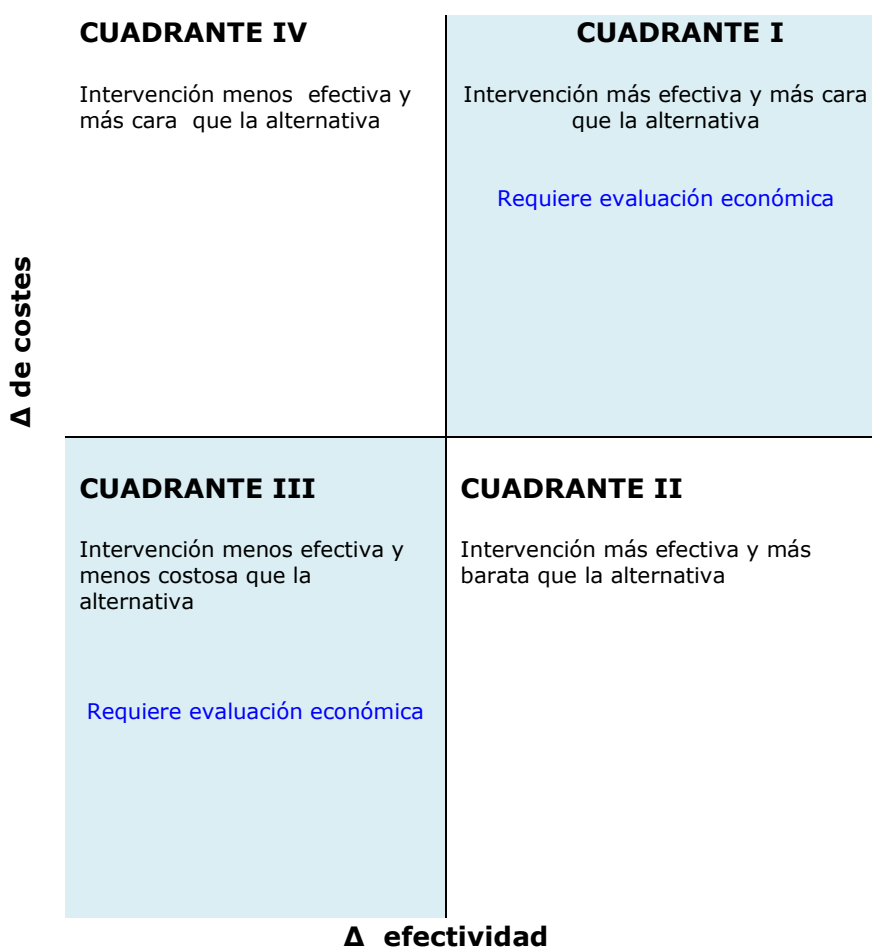 CUADRANTE IV
Intervención menos efectiva y
más cara que la alternativa
CUADRANTE I
Intervención más efectiva y más cara
que la alternativa
Requiere evaluación económica
Δ de costes
CUADRANTE III
Intervención menos efectiva y
menos costosa que la
alternativa
Requiere evaluación económica
CUADRANTE II
Intervención más efectiva y más
barata que la alternativa
Δ efectividad